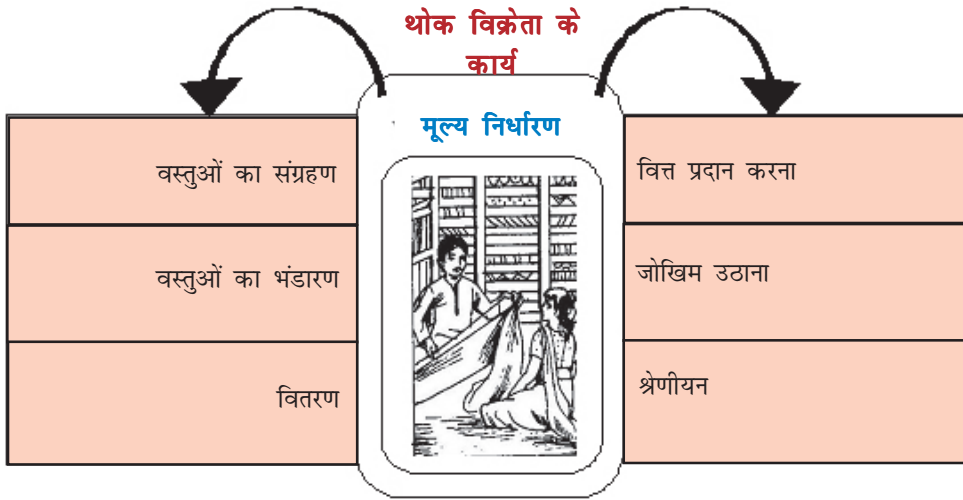 थोक विक्रेता के
कार्य
मूल्य निर्धारण
वस्तुओं का संग्रहण
वस्तुओं का भंडारण
वितरण
वित्त प्रदान करना
जोखिम उठाना
श्रेणीयन